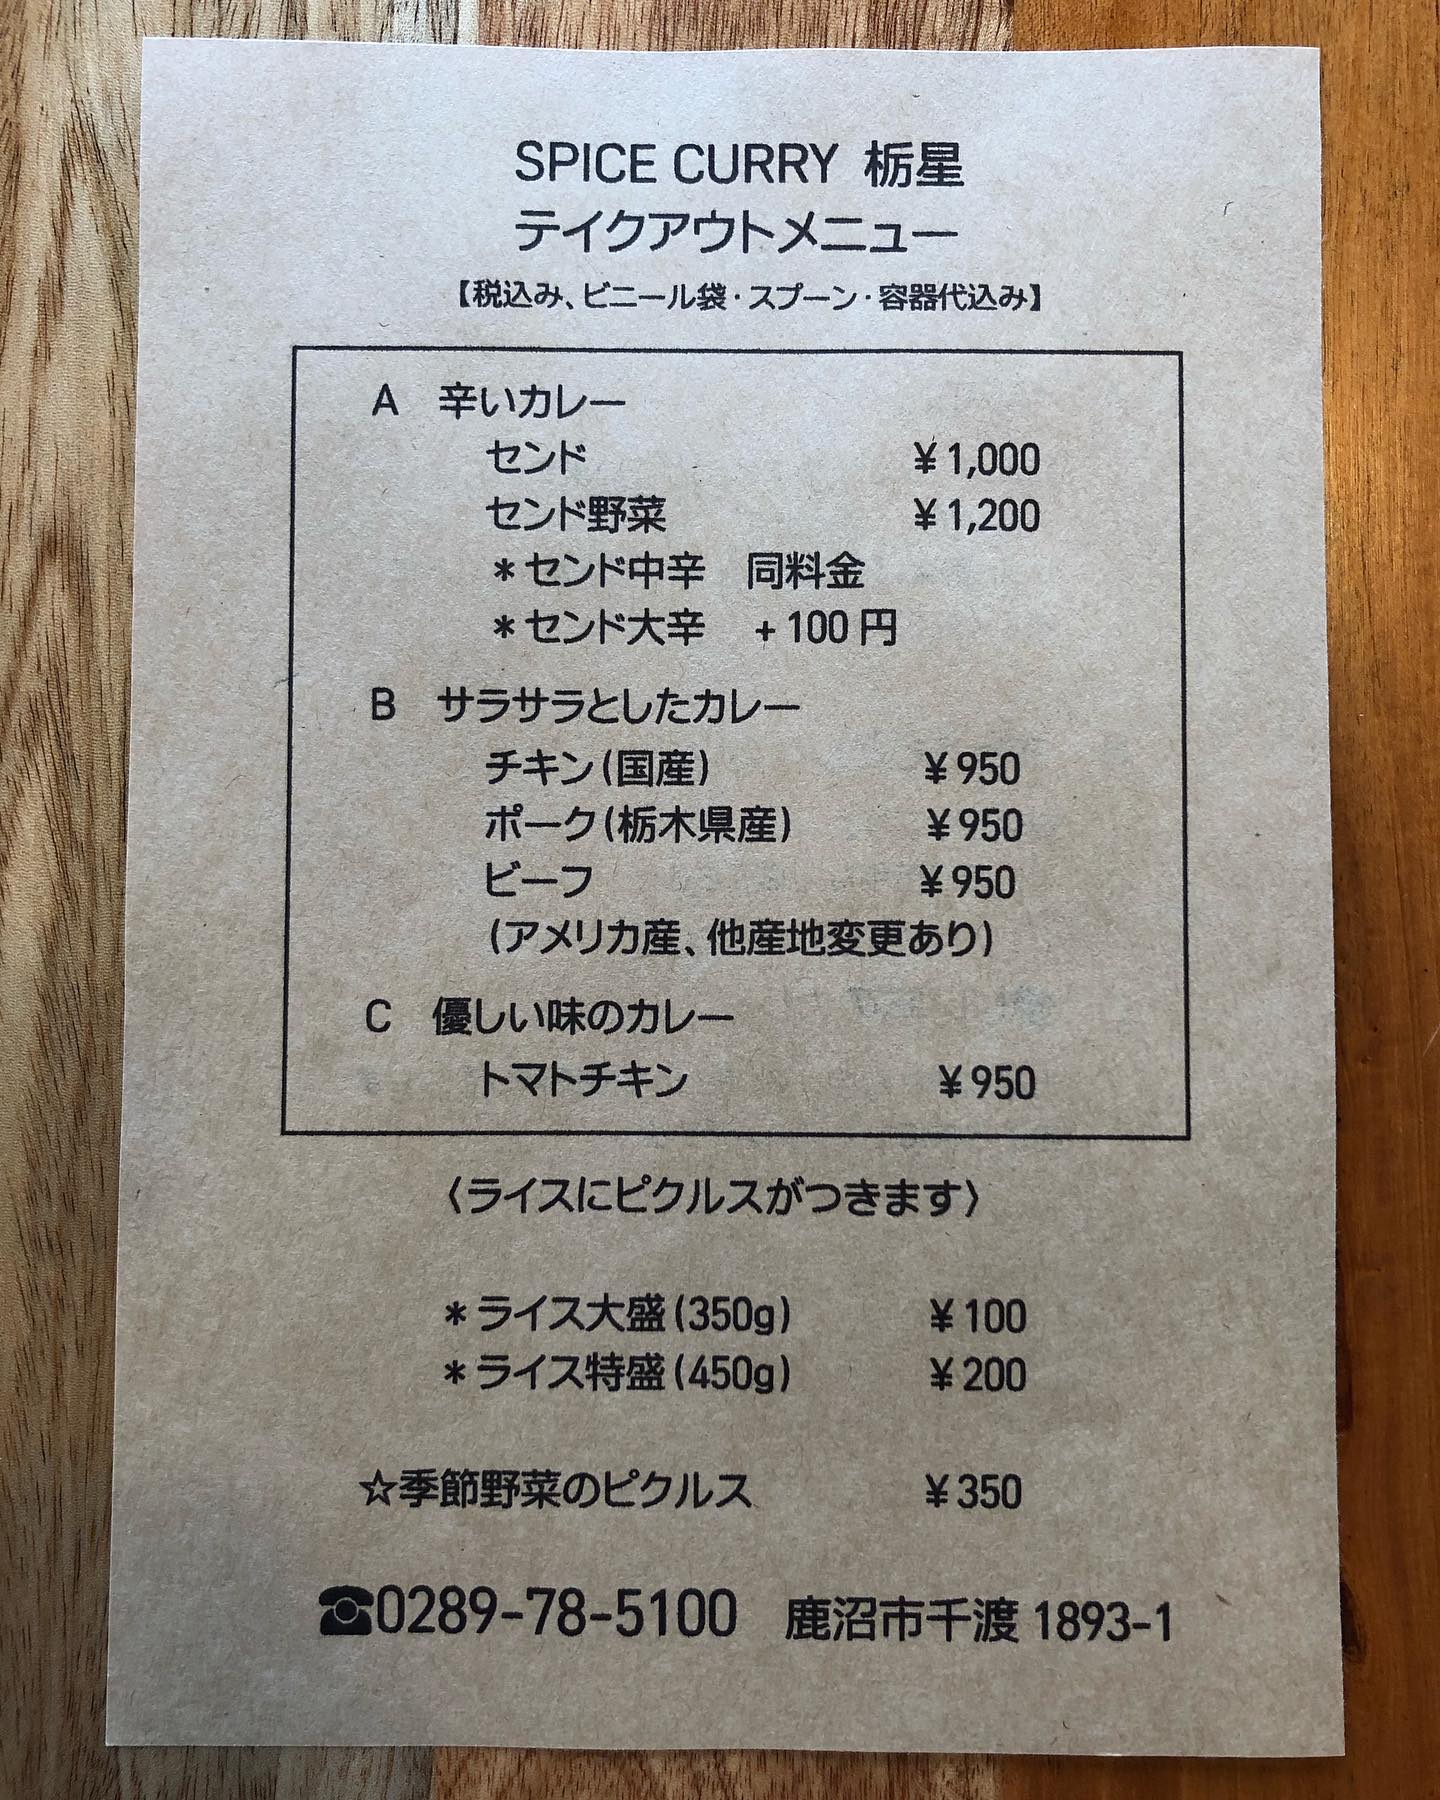 SPICE CURRY 栃星
テイクアウトメニュー
【税込み、ビニール袋・スプーン・容器代込み】
A 辛いカレー
センド ¥1,000
センド野菜 ¥1,200
*センド中辛 同料金
*センド大辛 +100円
B サラサラとしたカレー
チキン(国産) ¥950
ポーク(栃木県産) ¥950
ビーフ ¥950
(アメリカ産、他産地変更あり)
C 優しい味のカレー
トマトチキン ¥950
〈ライスにピクルスがつきます〉
*ライス大盛(350g) ¥100
*ライス特盛(450g) ¥200
☆季節野菜のピクルス ¥350
☎0289-78-5100 鹿沼市千渡1893-1